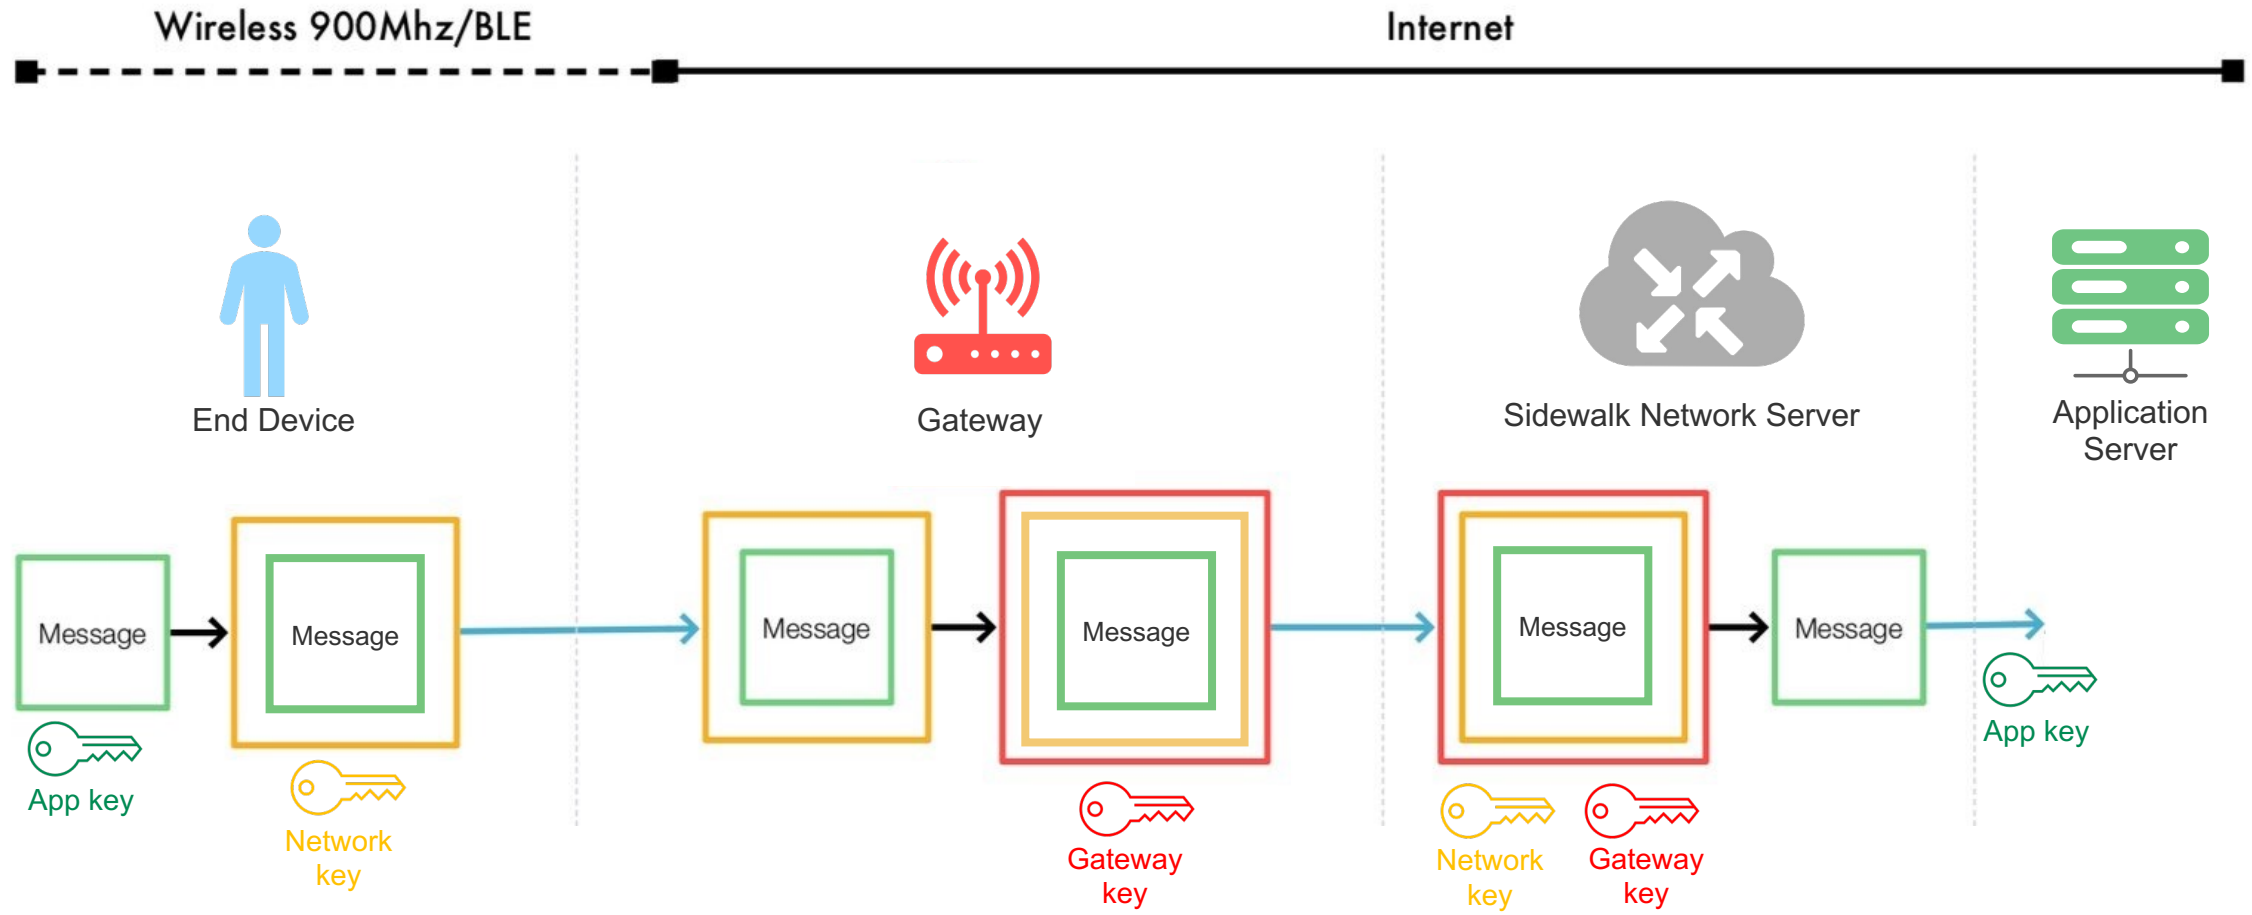 Wireless 900Mhz/BLE
Internet
End Device
Gateway
Sidewalk Network Server
Application
Server
Message
Message
Message
Message
Message
Message
App key
Network
key
Gateway
key
Network
key
Gateway
key
App key